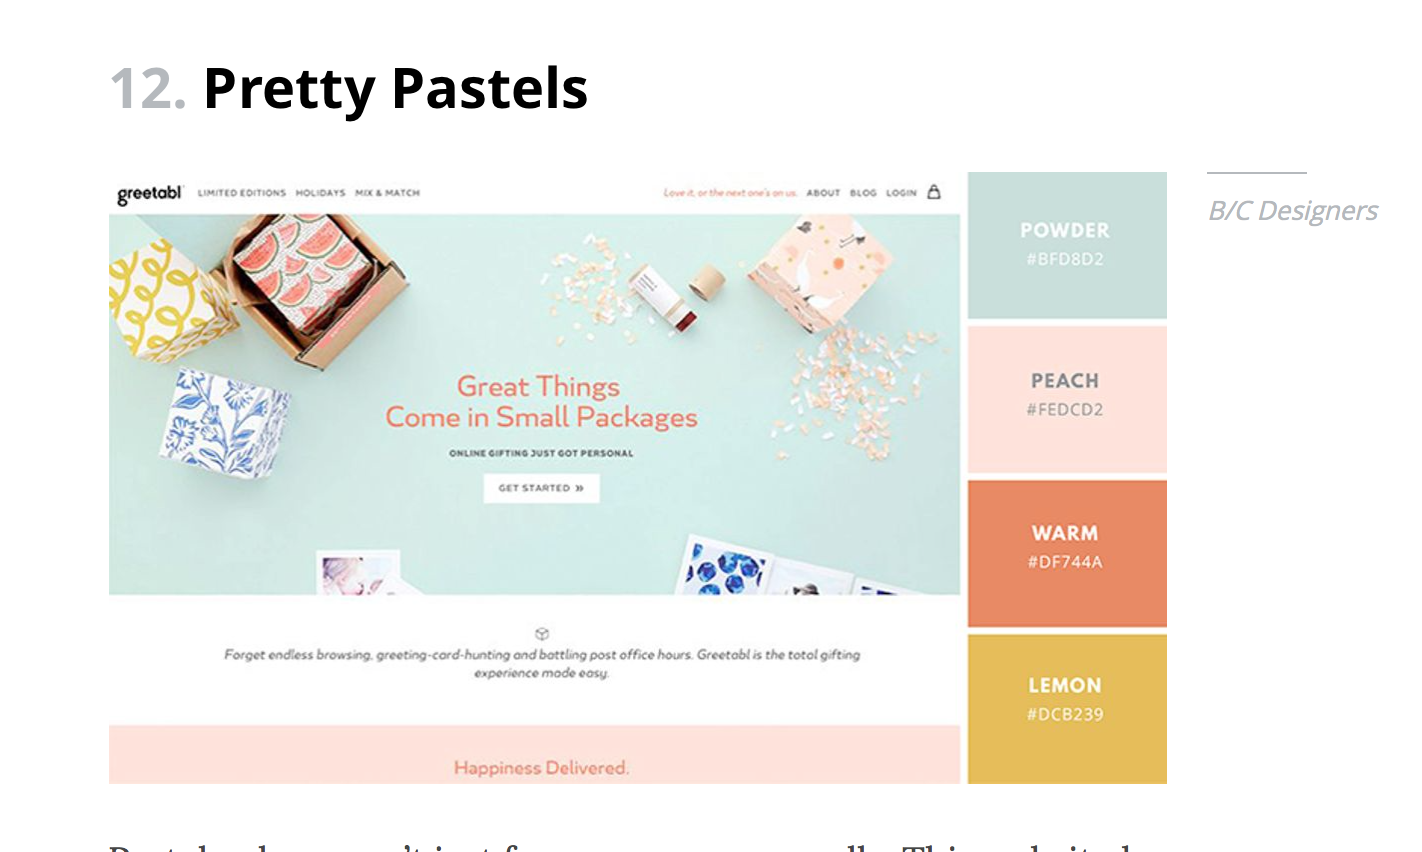 12. Pretty Pastels
greetabl LIMITED EDITIONS HOLIDAYS MIX & MATCH Love it, or the next one's on us. ABOUT BLOG LOGIN
B/C Designers
POWDER
#BFD8D2
PEACH
#FEDCD2
Great Things
Come in Small Packages
ONLINE GIFTING JUST GOT PERSONAL
GET STARTED »
WARM
#DF744A
Forget endless browsing, greeting-card-hunting and battling post office hours. Greetabl is the total gifting
experience made easy.
LEMON
#DCB239
Happiness Delivered.